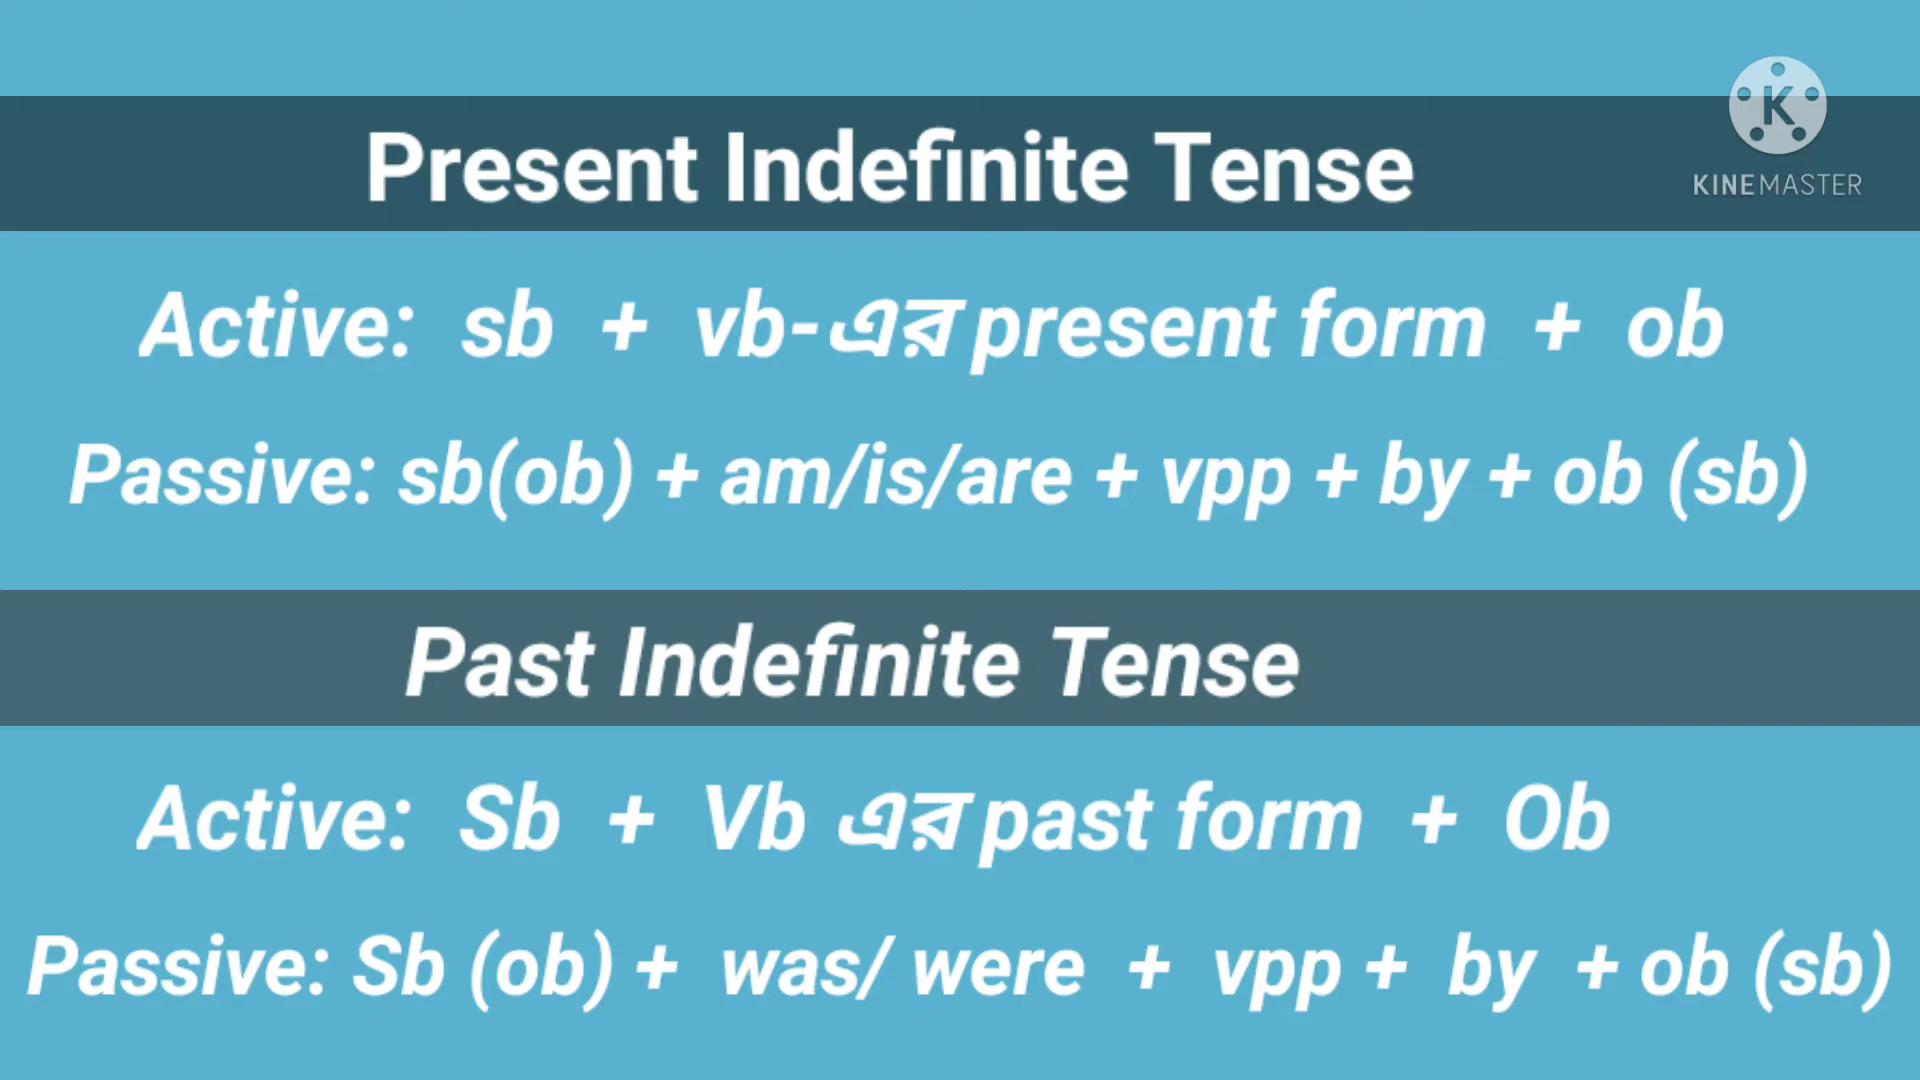 KINEMASTER
Present Indefinite Tense
Active: sb + vb-এর present form + ob
Passive: sb(ob) + am/is/are + vpp + by + ob (sb)
Past Indefinite Tense
Active: Sb + Vb এর past form + Ob
Passive: Sb (ob) + was/ were + vpp + by + ob (sb)